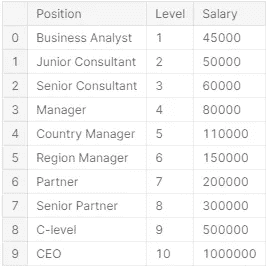 Position Level Salary
0 Business Analyst 1 45000
1 Junior Consultant 2 50000
2 Senior Consultant 3 60000
3 Manager 4 80000
4 Country Manager 5 110000
5 Region Manager 6 150000
6 Partner 7 200000
7 Senior Partner 8 300000
8 C-level 9 500000
9 CEO 10 1000000